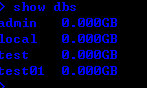 > show dbs
admin 0.000GB
local 0.000GB
test 0.000GB
test01 0.000GB
>